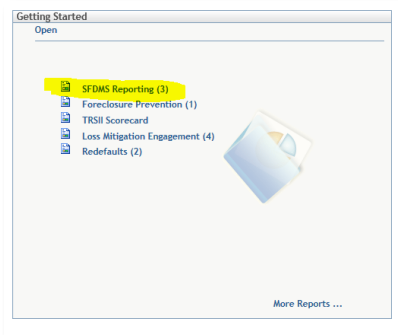 Getting Started
Open
SFDMS Reporting (3)
Foreclosure Prevention (1)
TRSII Scorecard
Loss Mitigation Engagement (4)
Redefaults (2)
More Reports ...